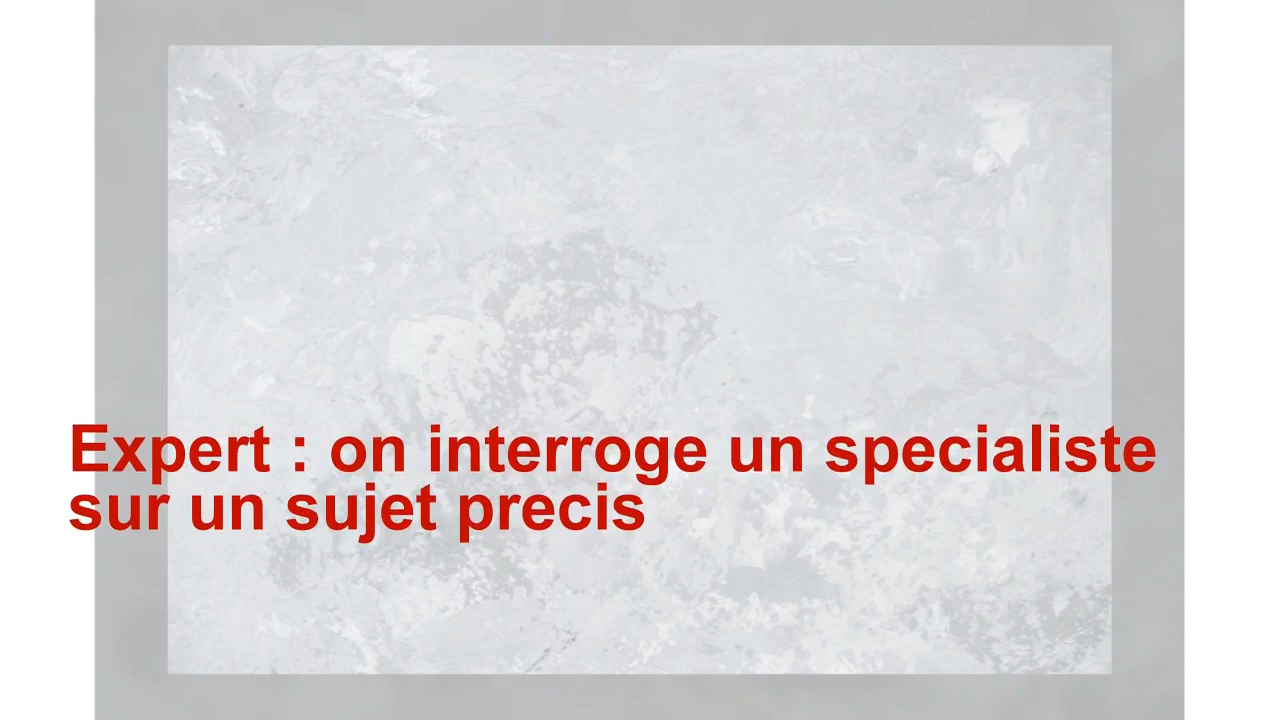 Expert : on interroge un specialiste
sur un sujet precis